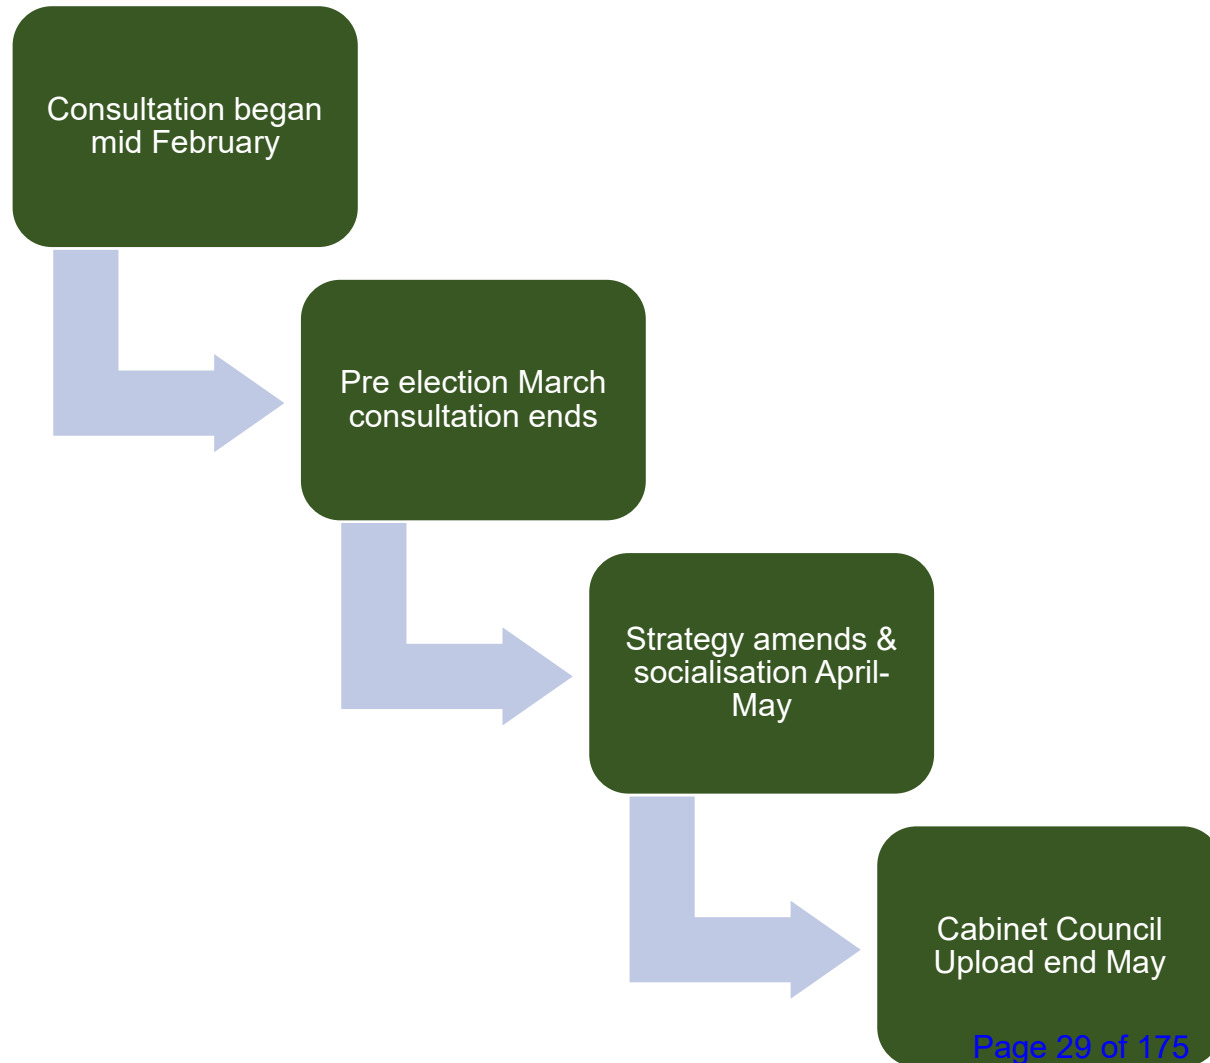 Consultation began
mid February
Pre election March
consultation ends
Strategy amends &
socialisation April-
May
Cabinet Council
Upload end May
Page 29 of 175